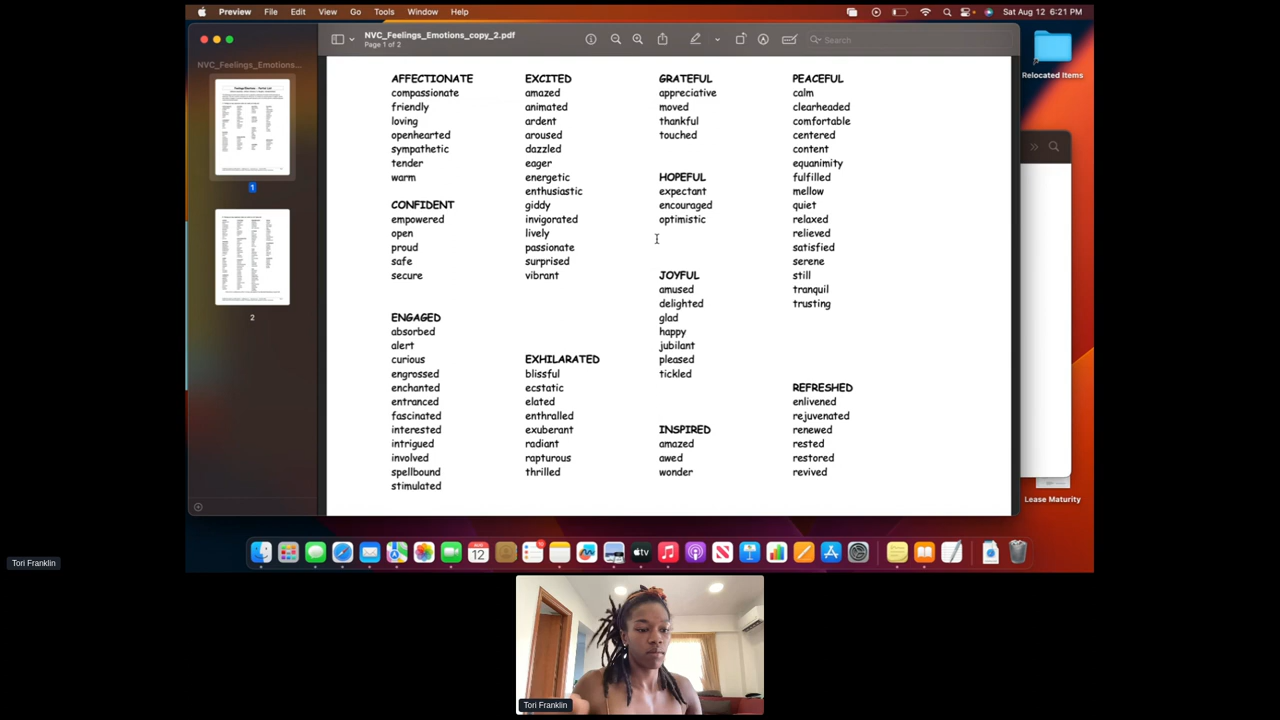 Preview File Edit View Go Tools Window Help
Sat Aug 12 6:21 PM
NVC_Feelings_Emotions_copy_2.pdf
Page 1 of 2
Search
NVC_Feelings_Emotions...
1
2
AFFECTIONATE
compassionate
friendly
loving
openhearted
sympathetic
tender
warm
CONFIDENT
empowered
open
proud
safe
secure
ENGAGED
absorbed
alert
curious
engrossed
enchanted
entranced
fascinated
interested
intrigued
involved
spellbound
stimulated
EXCITED
amazed
animated
ardent
aroused
dazzled
eager
energetic
enthusiastic
giddy
invigorated
lively
passionate
surprised
vibrant
EXHILARATED
blissful
ecstatic
elated
enthralled
exuberant
radiant
rapturous
thrilled
GRATEFUL
appreciative
moved
thankful
touched
HOPEFUL
expectant
encouraged
optimistic
JOYFUL
amused
delighted
glad
happy
jubilant
pleased
tickled
INSPIRED
amazed
awed
wonder
PEACEFUL
calm
clearheaded
comfortable
centered
content
equanimity
fulfilled
mellow
quiet
relaxed
relieved
satisfied
serene
still
tranquil
trusting
REFRESHED
enlivened
rejuvenated
renewed
rested
restored
revived
Relocated Items
Lease Maturity
AUG
12
tv
Tori Franklin
Tori Franklin